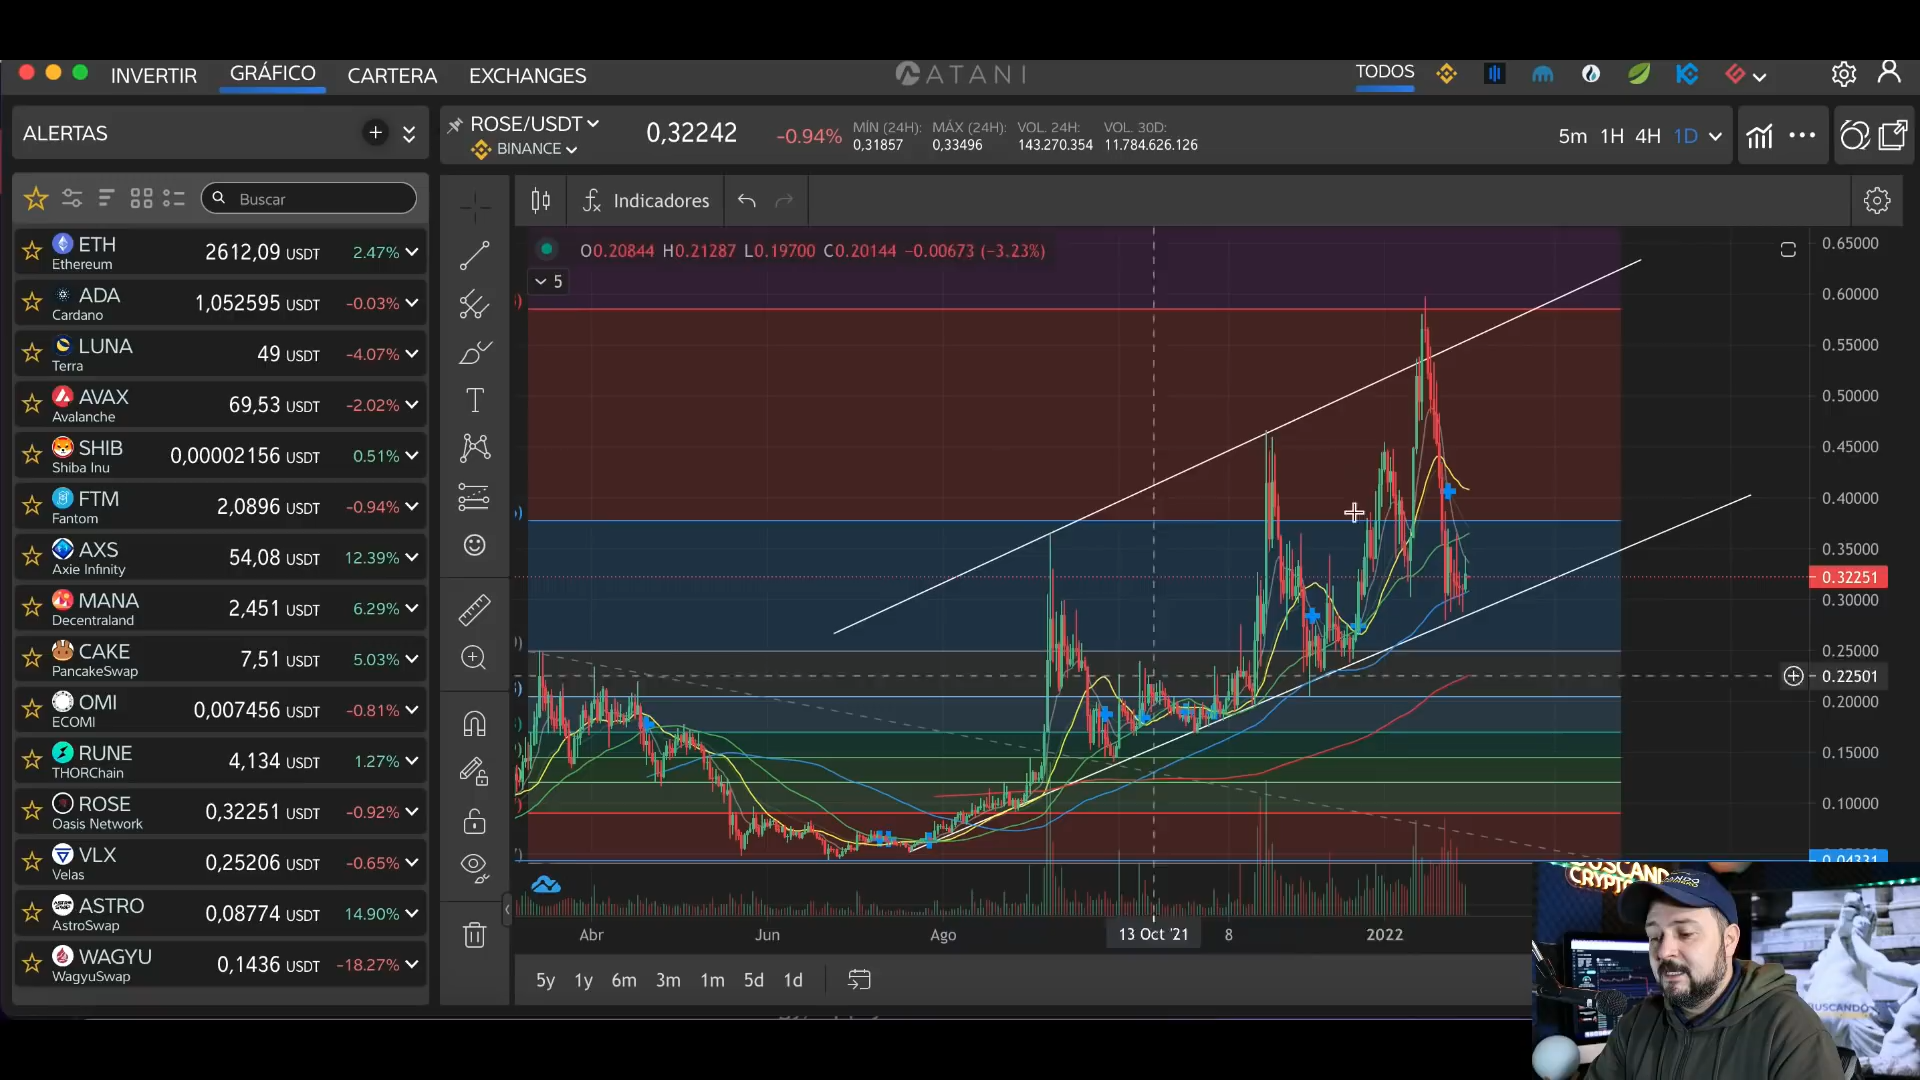 INVERTIR GRÁFICO CARTERA EXCHANGES ATANI TODOS
ALERTAS
ROSE/USDT
BINANCE
0,32242 -0.94%
MÍN (24H): MÁX (24H): VOL. 24H: VOL. 30D:
0,31857 0,33496 143.270.354 11.784.626.126
5m 1H 4H 1D
Buscar
Indicadores
O0.20844 H0.21287 L0.19700 C0.20144 −0.00673 (−3.23%)
5
ETH 2612,09 USDT 2.47%
Ethereum
ADA 1,052595 USDT -0.03%
Cardano
LUNA 49 USDT -4.07%
Terra
AVAX 69,53 USDT -2.02%
Avalanche
SHIB 0,00002156 USDT 0.51%
Shiba Inu
FTM 2,0896 USDT -0.94%
Fantom
AXS 54,08 USDT 12.39%
Axie Infinity
MANA 2,451 USDT 6.29%
Decentraland
CAKE 7,51 USDT 5.03%
PancakeSwap
OMI 0,007456 USDT -0.81%
ECOMI
RUNE 4,134 USDT 1.27%
THORChain
ROSE 0,32251 USDT -0.92%
Oasis Network
VLX 0,25206 USDT -0.65%
Velas
ASTRO 0,08774 USDT 14.90%
AstroSwap
WAGYU 0,1436 USDT -18.27%
WagyuSwap
0.65000
0.60000
0.55000
0.50000
0.45000
0.40000
0.35000
0.32251
0.30000
0.25000
0.22501
0.20000
0.15000
0.10000
0.04331
Abr Jun Ago 13 Oct '21 8 2022
5y 1y 6m 3m 1m 5d 1d
BUSCANDO
CRYPTO
BUSCANDO